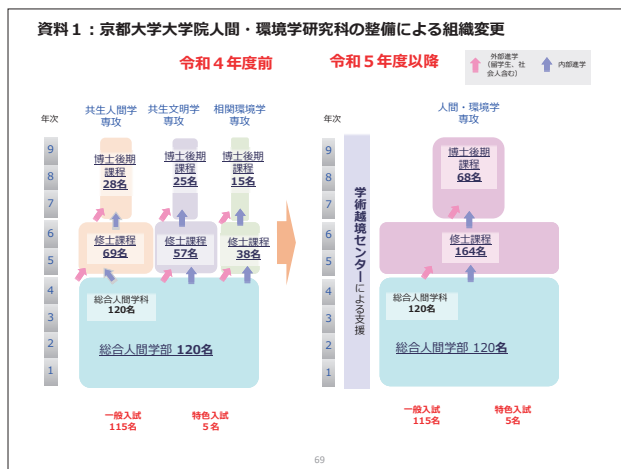 資料1：京都大学大学院人間・環境学研究科の整備による組織変更
令和４年度前
令和５年度以降
外部進学
（留学生、社
会人含む）
内部進学
年次
共生人間学
専攻
共生文明学
専攻
相関環境学
専攻
9
8
7
6
5
4
3
2
1
博士後期
課程
28名
博士後期
課程
25名
博士後期
課程
15名
修士課程
69名
修士課程
57名
修士課程
38名
総合人間学科
120名
総合人間学部 120名
一般入試
115名
特色入試
５名
年次
人間・環境学
専攻
9
8
7
6
5
4
3
2
1
学術越境センターによる支援
博士後期
課程
68名
修士課程
164名
総合人間学科
120名
総合人間学部 120名
一般入試
115名
特色入試
5名
69